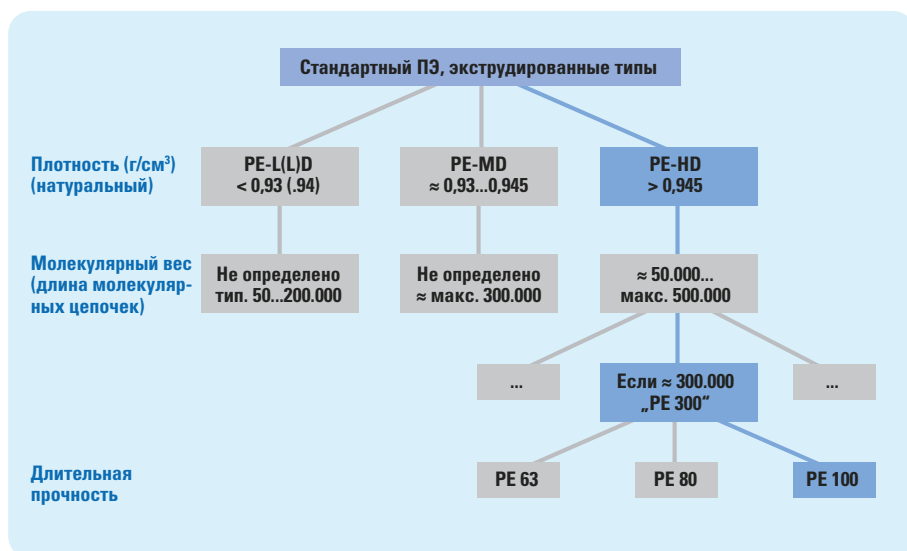 Стандартный ПЭ, экструдированные типы
Плотность (г/см³)
(натуральный)
PE-L(L)D
< 0,93 (.94)
PE-MD
≈ 0,93...0,945
PE-HD
> 0,945
Молекулярный вес
(длина молекуляр-
ных цепочек)
Не определено
тип. 50...200.000
Не определено
≈ макс. 300.000
≈ 50.000...
макс. 500.000
...
Если ≈ 300.000
„PE 300“
...
Длительная
прочность
PE 63
PE 80
PE 100